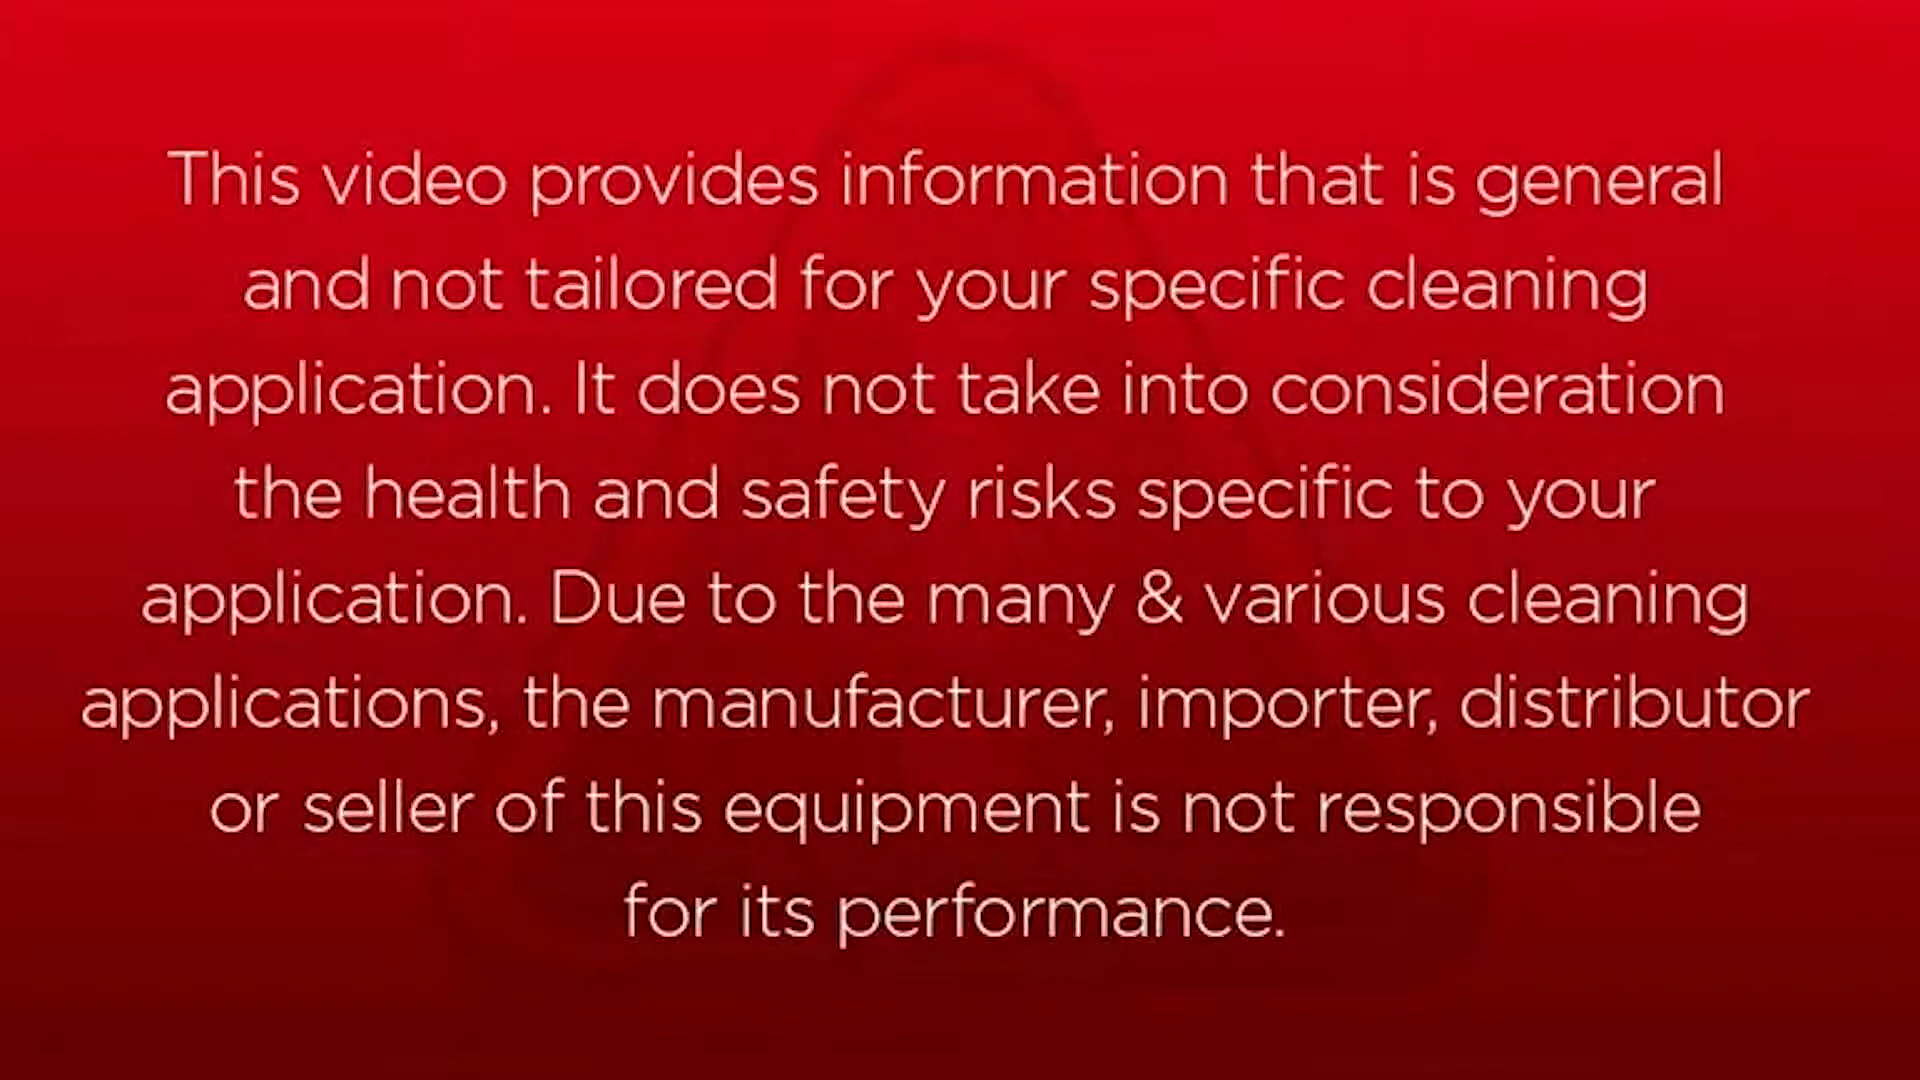 This video provides information that is general
and not tailored for your specific cleaning
application. It does not take into consideration
the health and safety risks specific to your
application. Due to the many & various cleaning
applications, the manufacturer, importer, distributor
or seller of this equipment is not responsible
for its performance.